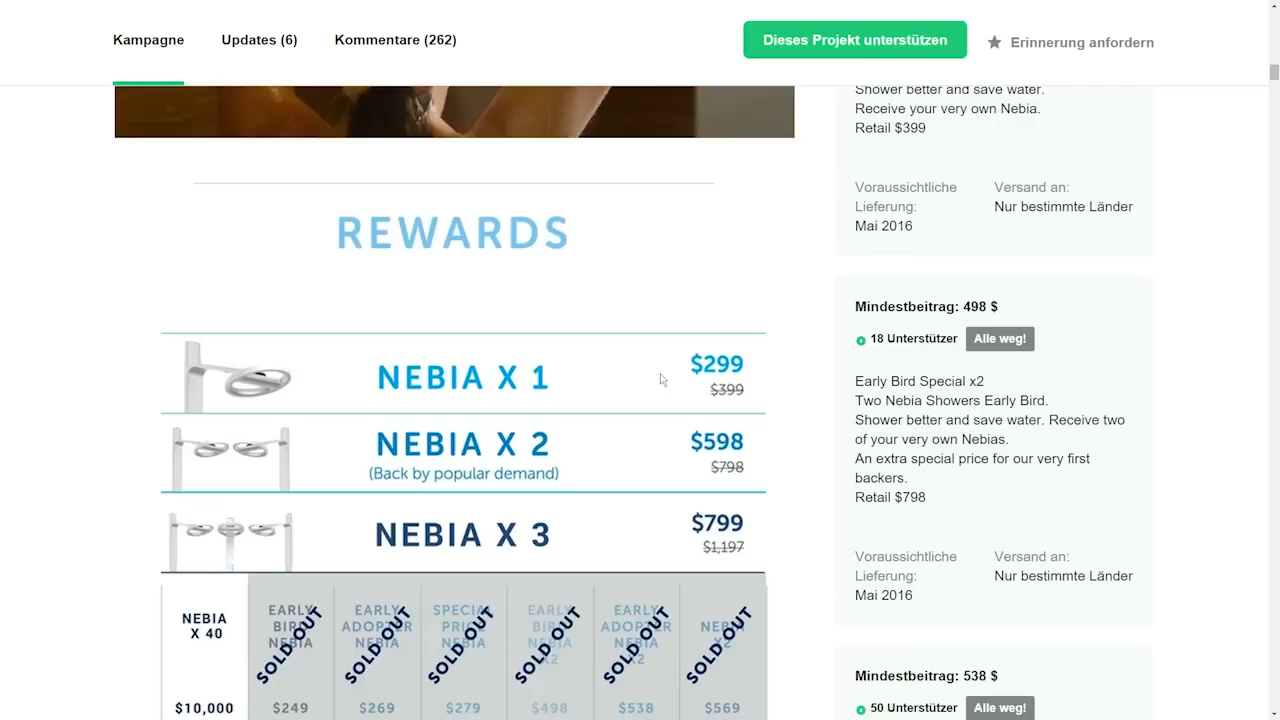 Kampagne
Updates (6)
Kommentare (262)
Dieses Projekt unterstützen
Erinnerung anfordern
REWARDS
NEBIA X 1
$299
$399
NEBIA X 2
(Back by popular demand)
$598
$798
NEBIA X 3
$799
$1,197
NEBIA
X 40
$10,000
EARLY
BIRD
NEBIA
SOLD OUT
$249
EARLY
ADOPTER
NEBIA
SOLD OUT
$269
SPECIAL
PRICE
NEBIA
SOLD OUT
$279
EARLY
BIRD
NEBIA
X2
SOLD OUT
$498
EARLY
ADOPTER
NEBIA
X2
SOLD OUT
$538
NEBIA
X2
SOLD OUT
$569
Shower better and save water.
Receive your very own Nebia.
Retail $399
Voraussichtliche
Lieferung:
Mai 2016
Versand an:
Nur bestimmte Länder
Mindestbeitrag: 498 $
18 Unterstützer
Alle weg!
Early Bird Special x2
Two Nebia Showers Early Bird.
Shower better and save water. Receive two
of your very own Nebias.
An extra special price for our very first
backers.
Retail $798
Voraussichtliche
Lieferung:
Mai 2016
Versand an:
Nur bestimmte Länder
Mindestbeitrag: 538 $
50 Unterstützer
Alle weg!